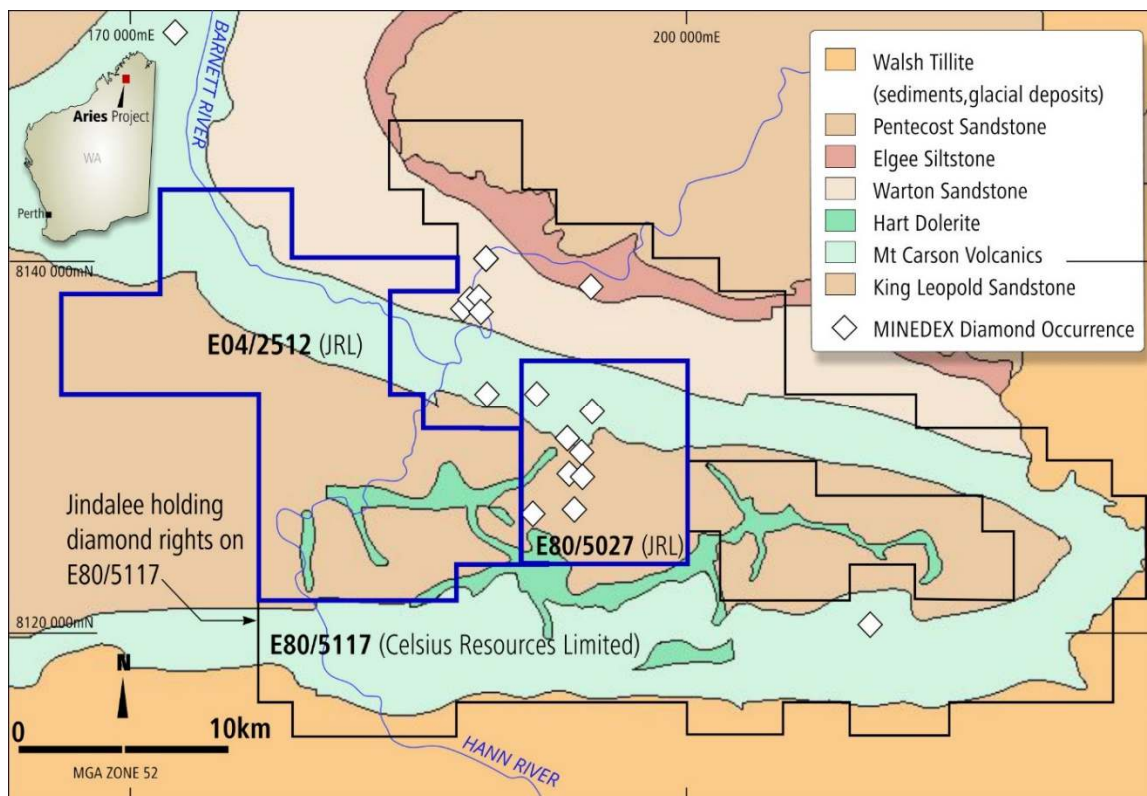 170 000mE
200 000mE
BARNETT RIVER
Aries Project
WA
Perth
Walsh Tillite
(sediments,glacial deposits)
Pentecost Sandstone
Elgee Siltstone
Warton Sandstone
Hart Dolerite
Mt Carson Volcanics
King Leopold Sandstone
MINEDEX Diamond Occurrence
8140 000mN
E04/2512 (JRL)
Jindalee holding
diamond rights on
E80/5117
E80/5027 (JRL)
8120 000mN
E80/5117 (Celsius Resources Limited)
N
0 10km
MGA ZONE 52
HANN RIVER